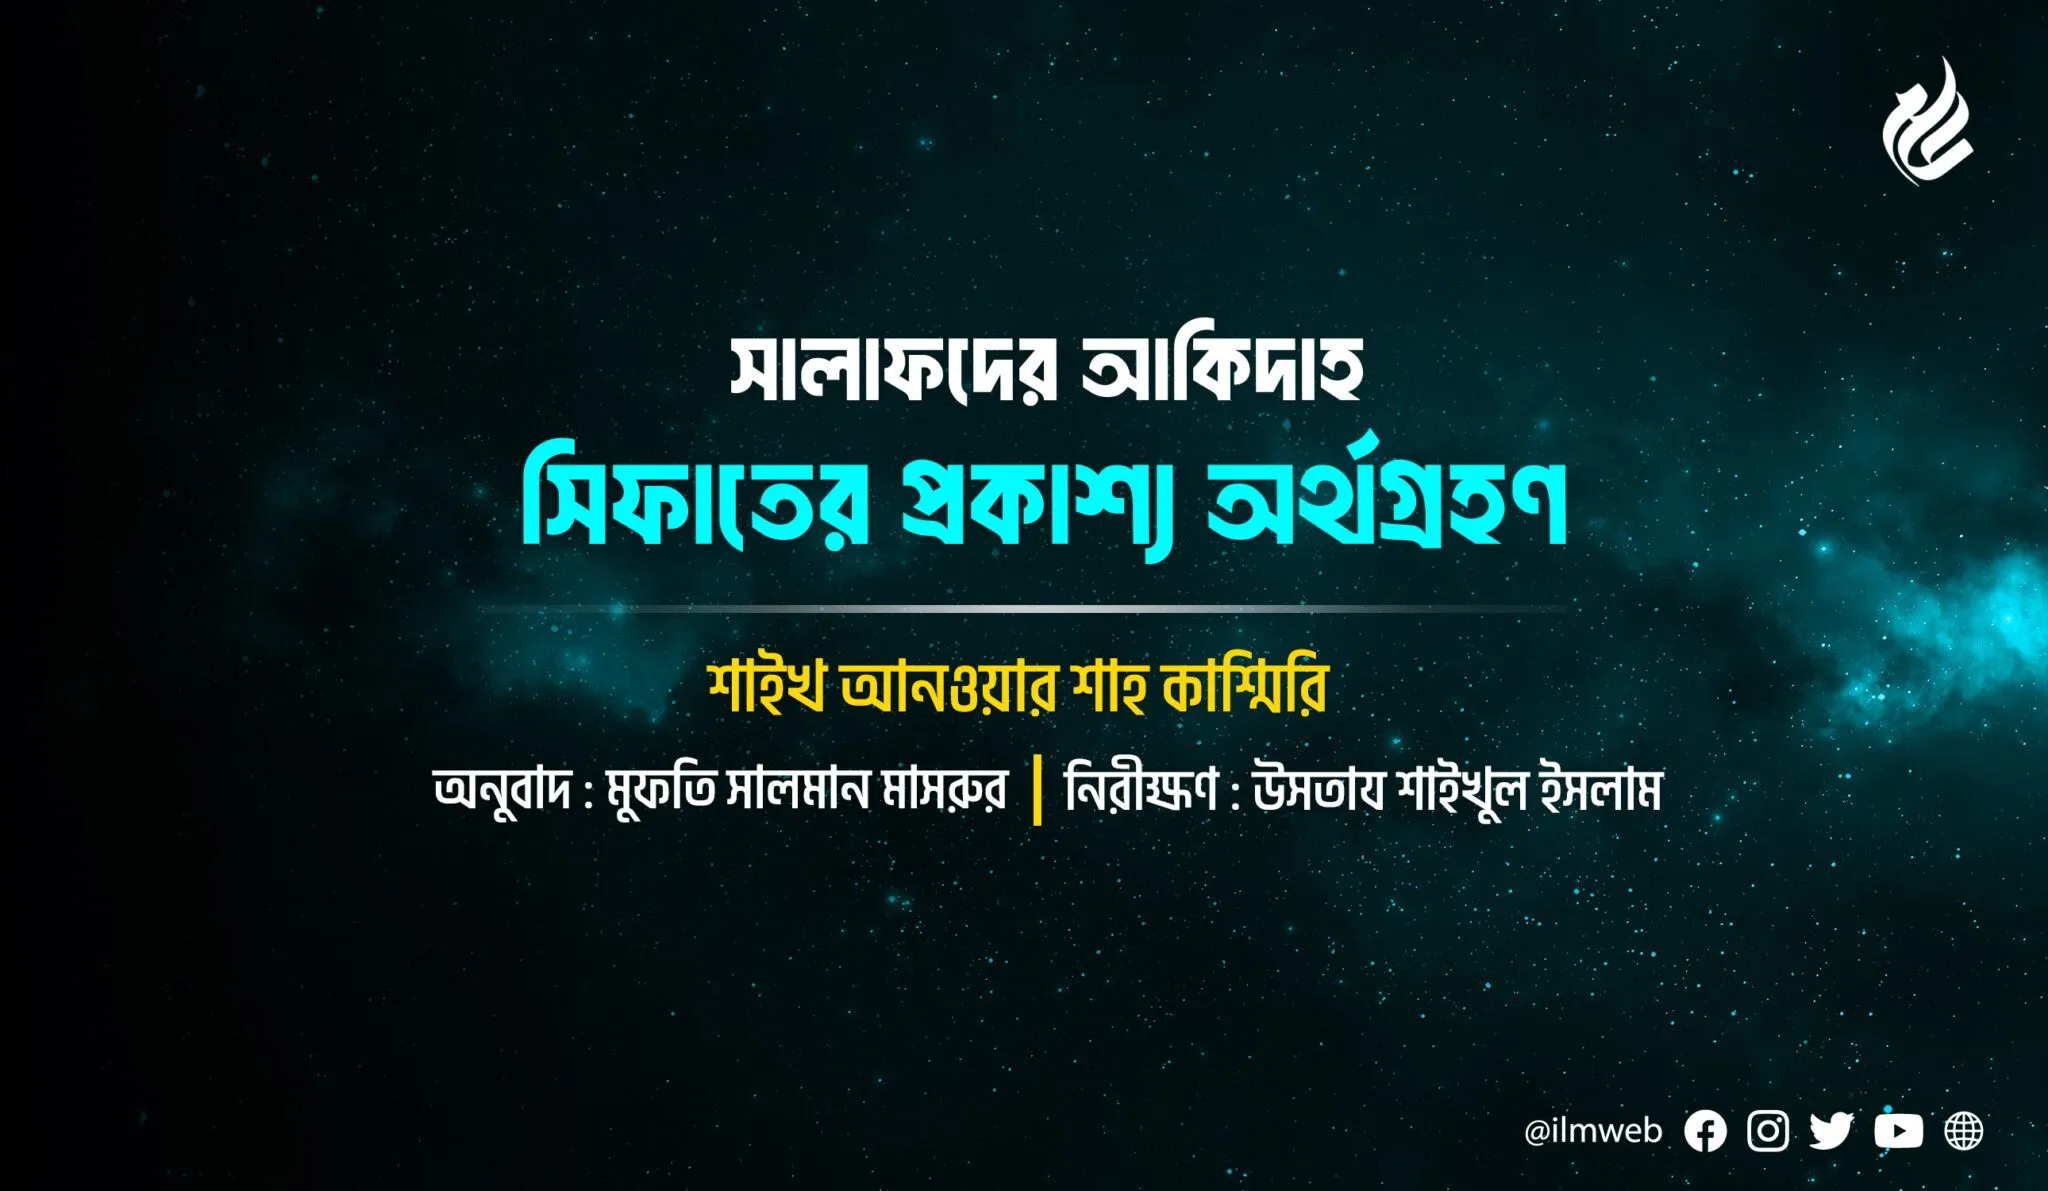 সালাফদের আকিদাহ
সিফাতের প্রকাশ্য অর্থগ্রহণ
শাইখ আনওয়ার শাহ কাশ্মিরি
অনুবাদ : মুফতি সালমান মাসরুর | নিরীক্ষণ : উসতায শাইখুল ইসলাম
@ilmweb